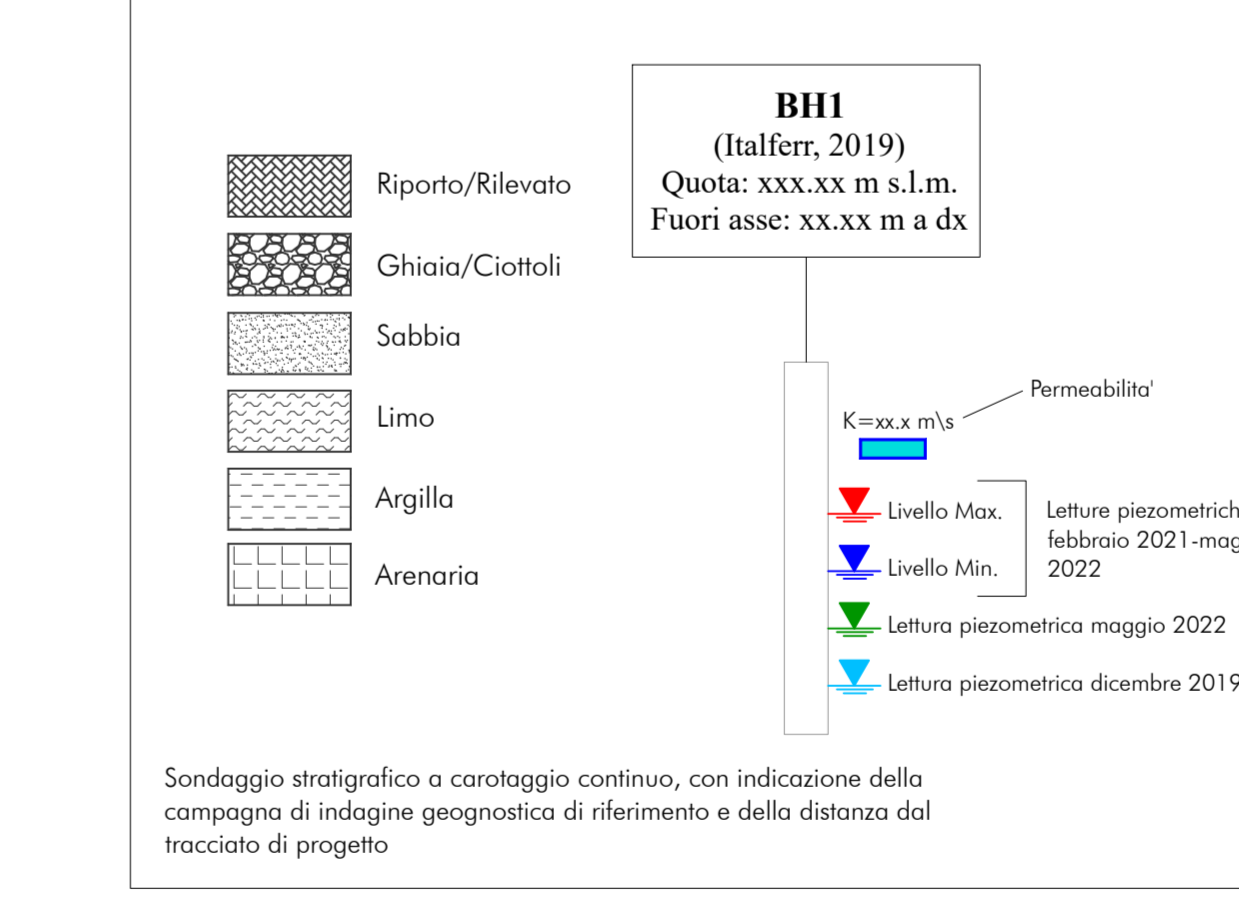 BH1
(Italferr, 2019)
Quota: xxx.xx m s.l.m.
Fuori asse: xx.xx m a dx
Riporto/Rilevato
Ghiaia/Ciottoli
Sabbia
Limo
Argilla
Arenaria
Permeabilita'
K=xx.x m\s
Livello Max.
Livello Min.
Letture
febbraio 2021-
2022
Lettura piezometrica maggio 2022
Lettura piezometrica dicembre 2019
Sondaggio stratigrafico a carotaggio continuo, con indicazione della
campagna di indagine geognostica di riferimento e della distanza dal
tracciato di progetto